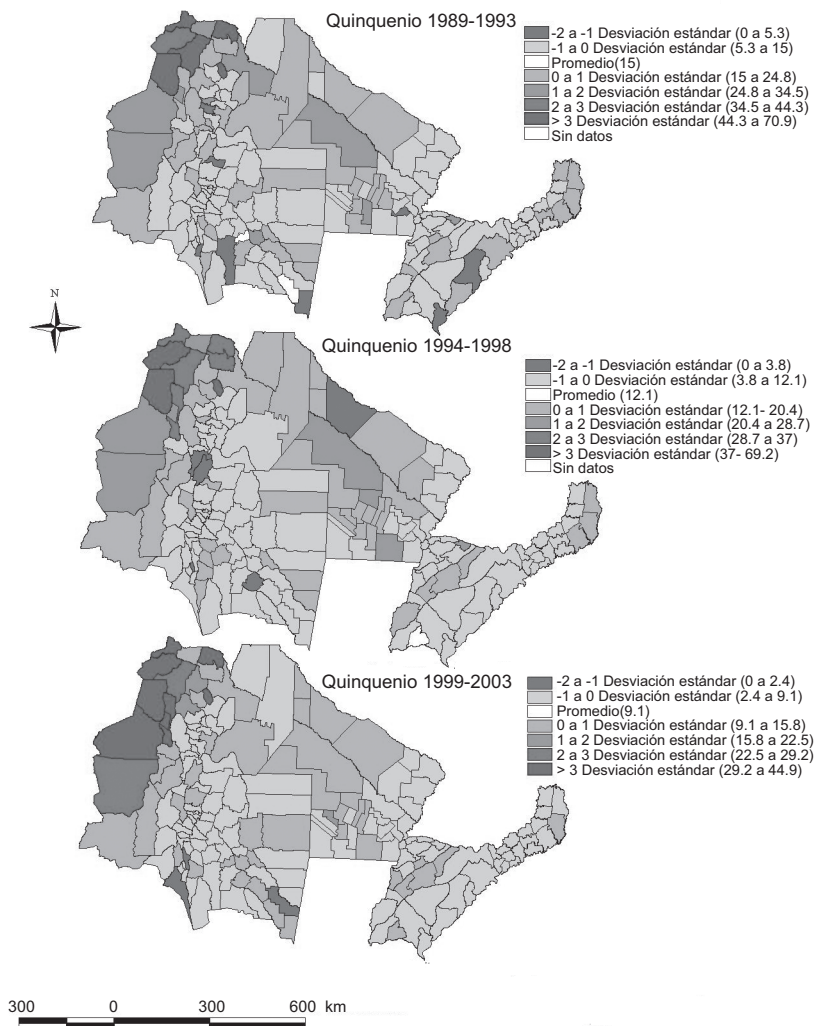 Quinquenio 1989-1993
-2 a -1 Desviación estándar (0 a 5.3)
-1 a 0 Desviación estándar (5.3 a 15)
Promedio(15)
0 a 1 Desviación estándar (15 a 24.8)
1 a 2 Desviación estándar (24.8 a 34.5)
2 a 3 Desviación estándar (34.5 a 44.3)
> 3 Desviación estándar (44.3 a 70.9)
Sin datos
N
Quinquenio 1994-1998
-2 a -1 Desviación estándar (0 a 3.8)
-1 a 0 Desviación estándar (3.8 a 12.1)
Promedio (12.1)
0 a 1 Desviación estándar (12.1- 20.4)
1 a 2 Desviación estándar (20.4 a 28.7)
2 a 3 Desviación estándar (28.7 a 37)
> 3 Desviación estándar (37- 69.2)
Sin datos
Quinquenio 1999-2003
-2 a -1 Desviación estándar (0 a 2.4)
-1 a 0 Desviación estándar (2.4 a 9.1)
Promedio(9.1)
0 a 1 Desviación estándar (9.1 a 15.8)
1 a 2 Desviación estándar (15.8 a 22.5)
2 a 3 Desviación estándar (22.5 a 29.2)
> 3 Desviación estándar (29.2 a 44.9)
300 0 300 600 km